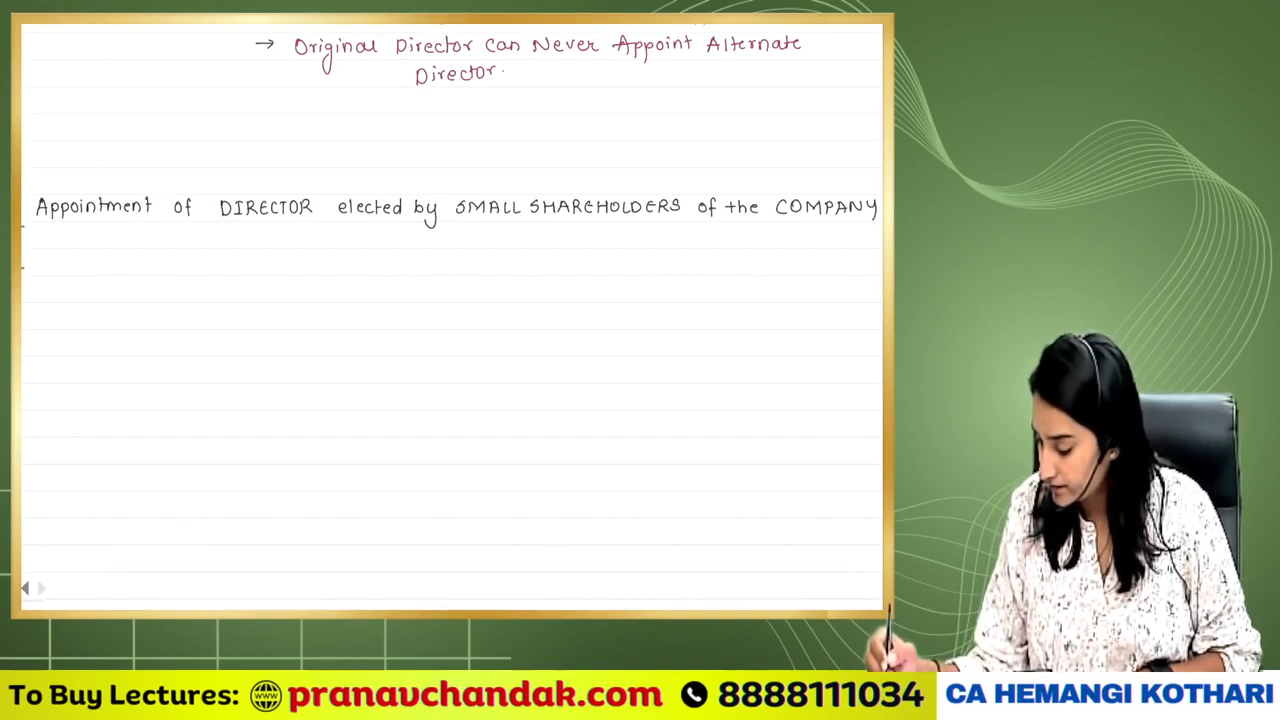 → Original Director Can Never Appoint Alternate
Director.
Appointment of DIRECTOR elected by SMALL SHAREHOLDERS of the COMPANY
To Buy Lectures: www pranavchandak.com 8888111034 CA HEMANGI KOTHARI